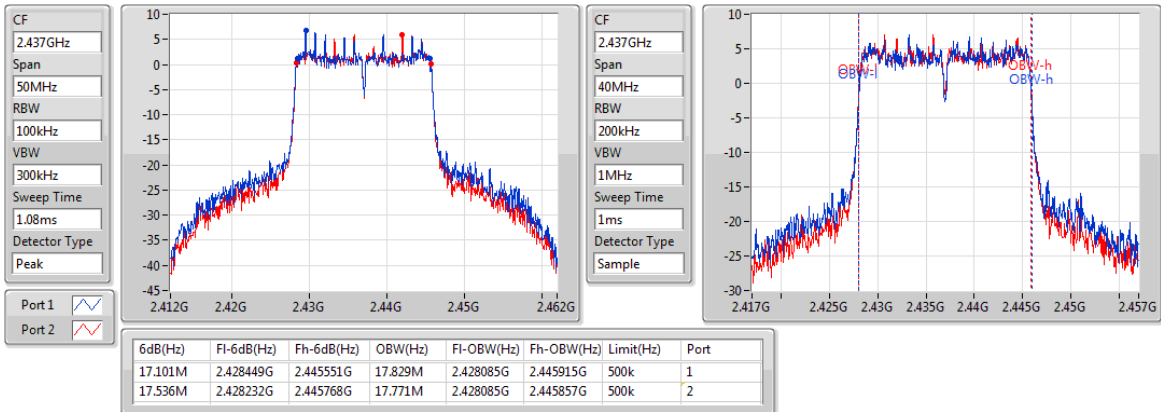 CF
2.437GHz
Span
50MHz
RBW
100kHz
VBW
300kHz
Sweep Time
1.08ms
Detector Type
Peak
Port 1
Port 2
10
5
0
-5
-10
-15
-20
-25
-30
-35
-40
-45
2.412G 2.42G 2.43G 2.44G 2.45G 2.462G
CF
2.437GHz
Span
40MHz
RBW
200kHz
VBW
1MHz
Sweep Time
1ms
Detector Type
Sample
10
5
0
-5
-10
-15
-20
-25
-30
OBW-l
OBW-l
OBW-h
OBW-h
2.417G 2.425G 2.43G 2.44G 2.45G 2.457G
6dB(Hz) Fl-6dB(Hz) Fh-6dB(Hz) OBW(Hz) Fl-OBW(Hz) Fh-OBW(Hz) Limit(Hz) Port
17.101M 2.428449G 2.445551G 17.829M 2.428085G 2.445915G 500k 1
17.536M 2.428232G 2.445768G 17.771M 2.428085G 2.445857G 500k 2